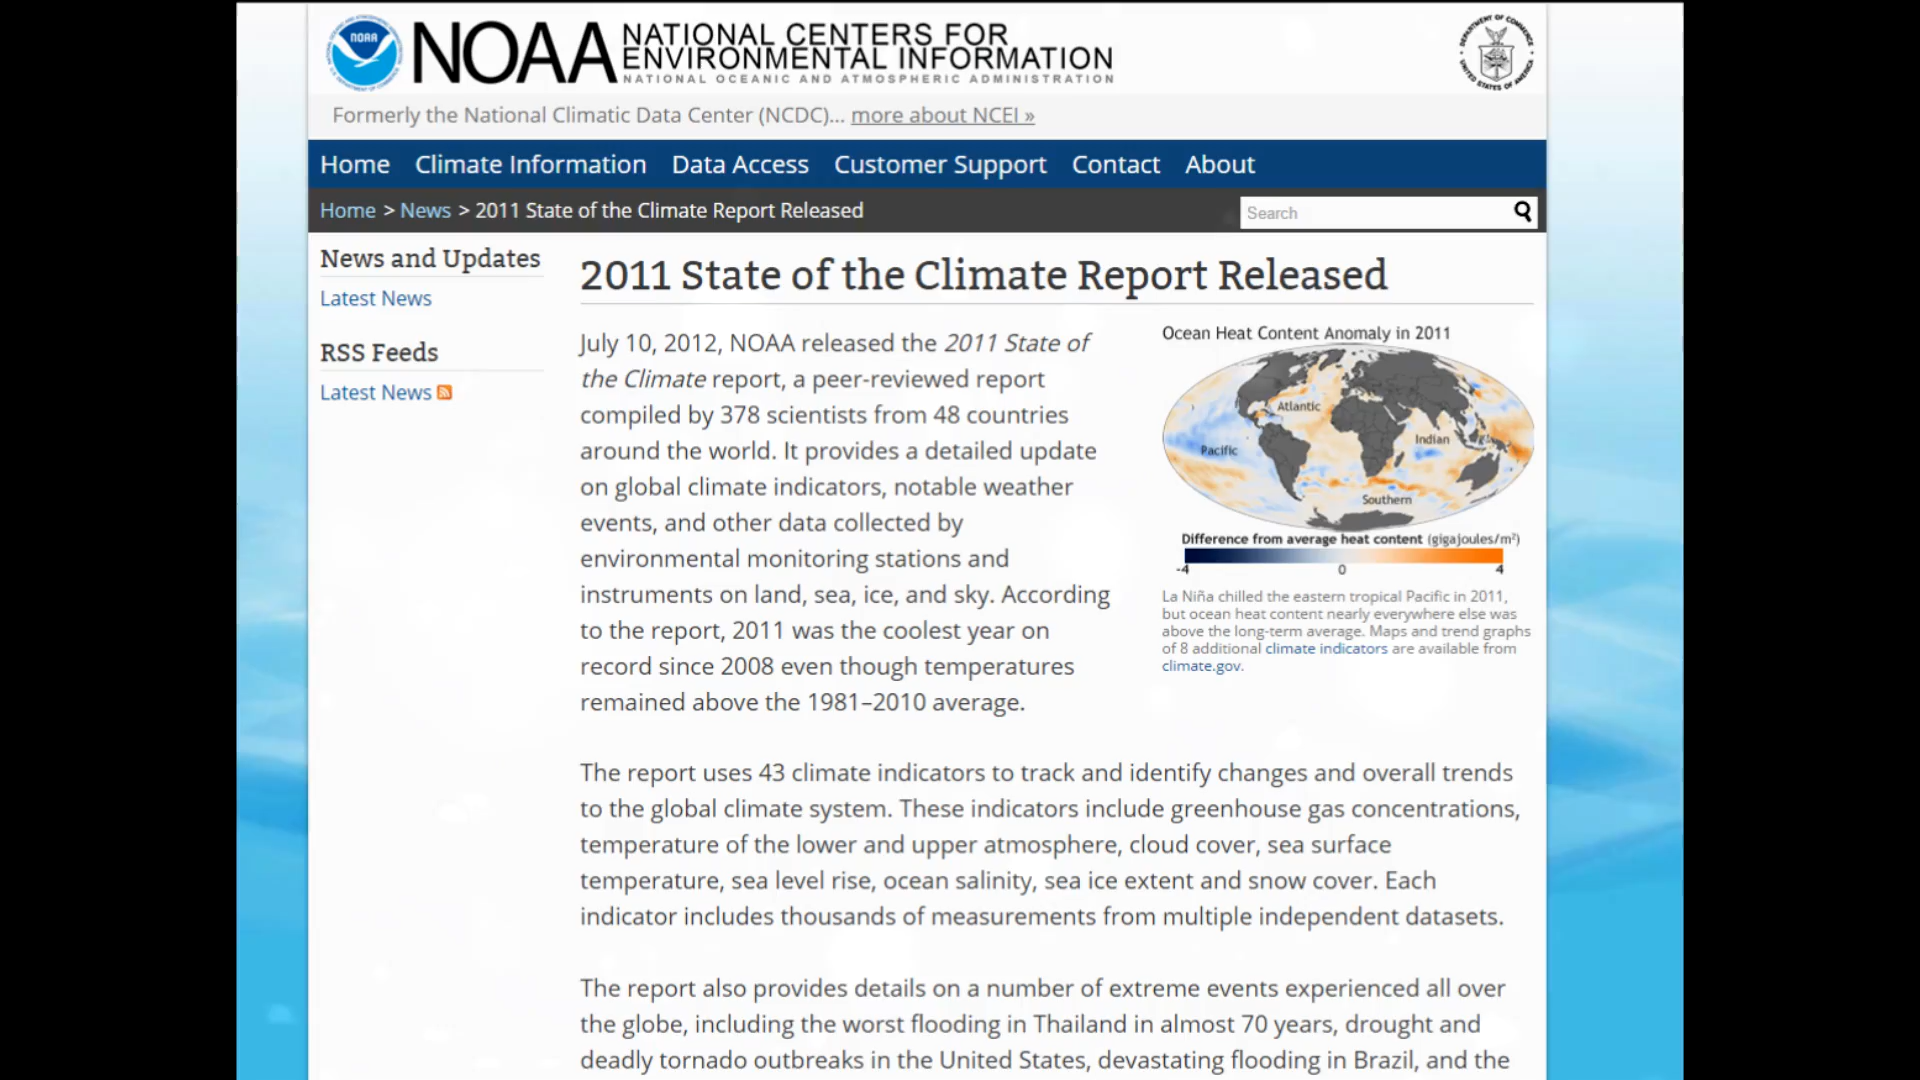 NOAA
NOAA
NATIONAL CENTERS FOR
ENVIRONMENTAL INFORMATION
NATIONAL OCEANIC AND ATMOSPHERIC ADMINISTRATION
DEPARTMENT OF COMMERCE
UNITED STATES OF AMERICA
Formerly the National Climatic Data Center (NCDC)... more about NCEI »
Home Climate Information Data Access Customer Support Contact About
Home > News > 2011 State of the Climate Report Released
Search
News and Updates
Latest News
RSS Feeds
Latest News
2011 State of the Climate Report Released
July 10, 2012, NOAA released the 2011 State of
the Climate report, a peer-reviewed report
compiled by 378 scientists from 48 countries
around the world. It provides a detailed update
on global climate indicators, notable weather
events, and other data collected by
environmental monitoring stations and
instruments on land, sea, ice, and sky. According
to the report, 2011 was the coolest year on
record since 2008 even though temperatures
remained above the 1981–2010 average.
Ocean Heat Content Anomaly in 2011
Atlantic
Indian
Pacific
Southern
Difference from average heat content (gigajoules/m²)
-4 0 4
La Niña chilled the eastern tropical Pacific in 2011,
but ocean heat content nearly everywhere else was
above the long-term average. Maps and trend graphs
of 8 additional climate indicators are available from
climate.gov.
The report uses 43 climate indicators to track and identify changes and overall trends
to the global climate system. These indicators include greenhouse gas concentrations,
temperature of the lower and upper atmosphere, cloud cover, sea surface
temperature, sea level rise, ocean salinity, sea ice extent and snow cover. Each
indicator includes thousands of measurements from multiple independent datasets.
The report also provides details on a number of extreme events experienced all over
the globe, including the worst flooding in Thailand in almost 70 years, drought and
deadly tornado outbreaks in the United States, devastating flooding in Brazil, and the